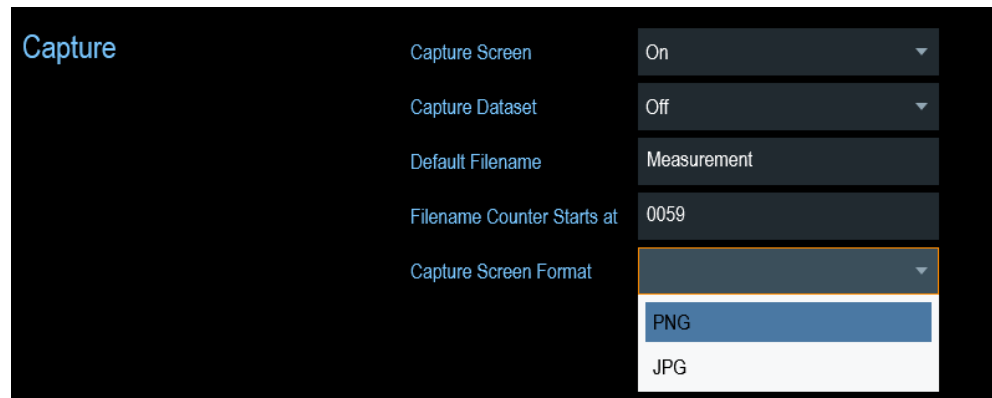 Capture
Capture Screen On
Capture Dataset Off
Default Filename Measurement
Filename Counter Starts at 0059
Capture Screen Format
PNG
JPG